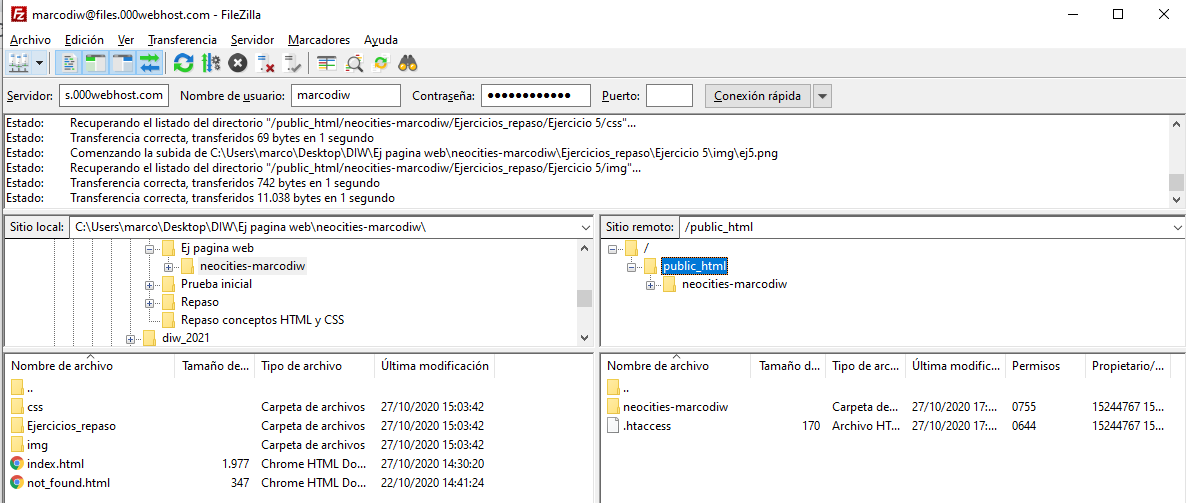 marcodiw@files.000webhost.com - FileZilla
Archivo Edición Ver Transferencia Servidor Marcadores Ayuda
Servidor: s.000webhost.com Nombre de usuario: marcodiw Contraseña: ●●●●●●●●●●●● Puerto: Conexión rápida
Estado: Recuperando el listado del directorio "/public_html/neocities-marcodiw/Ejercicios_repaso/Ejercicio 5/css"...
Estado: Transferencia correcta, transferidos 69 bytes en 1 segundo
Estado: Comenzando la subida de C:\Users\marco\Desktop\DIW\Ej pagina web\neocities-marcodiw\Ejercicios_repaso\Ejercicio 5\img\ej5.png
Estado: Recuperando el listado del directorio "/public_html/neocities-marcodiw/Ejercicios_repaso/Ejercicio 5/img"...
Estado: Transferencia correcta, transferidos 742 bytes en 1 segundo
Estado: Transferencia correcta, transferidos 11.038 bytes en 1 segundo
Sitio local: C:\Users\marco\Desktop\DIW\Ej pagina web\neocities-marcodiw\
Ej pagina web
neocities-marcodiw
Prueba inicial
Repaso
Repaso conceptos HTML y CSS
diw_2021
Sitio remoto: /public_html
/
public_html
neocities-marcodiw
Nombre de archivo Tamaño de... Tipo de archivo Última modificación
..
css Carpeta de archivos 27/10/2020 15:03:42
Ejercicios_repaso Carpeta de archivos 27/10/2020 15:03:42
img Carpeta de archivos 27/10/2020 15:03:42
index.html 1.977 Chrome HTML Do... 27/10/2020 14:30:20
not_found.html 347 Chrome HTML Do... 22/10/2020 14:41:24
Nombre de archivo Tamaño d... Tipo de arc... Última modific... Permisos Propietario/...
..
neocities-marcodiw Carpeta de... 27/10/2020 17:... 0755 15244767 15...
.htaccess 170 Archivo HT... 27/10/2020 17:... 0644 15244767 15...